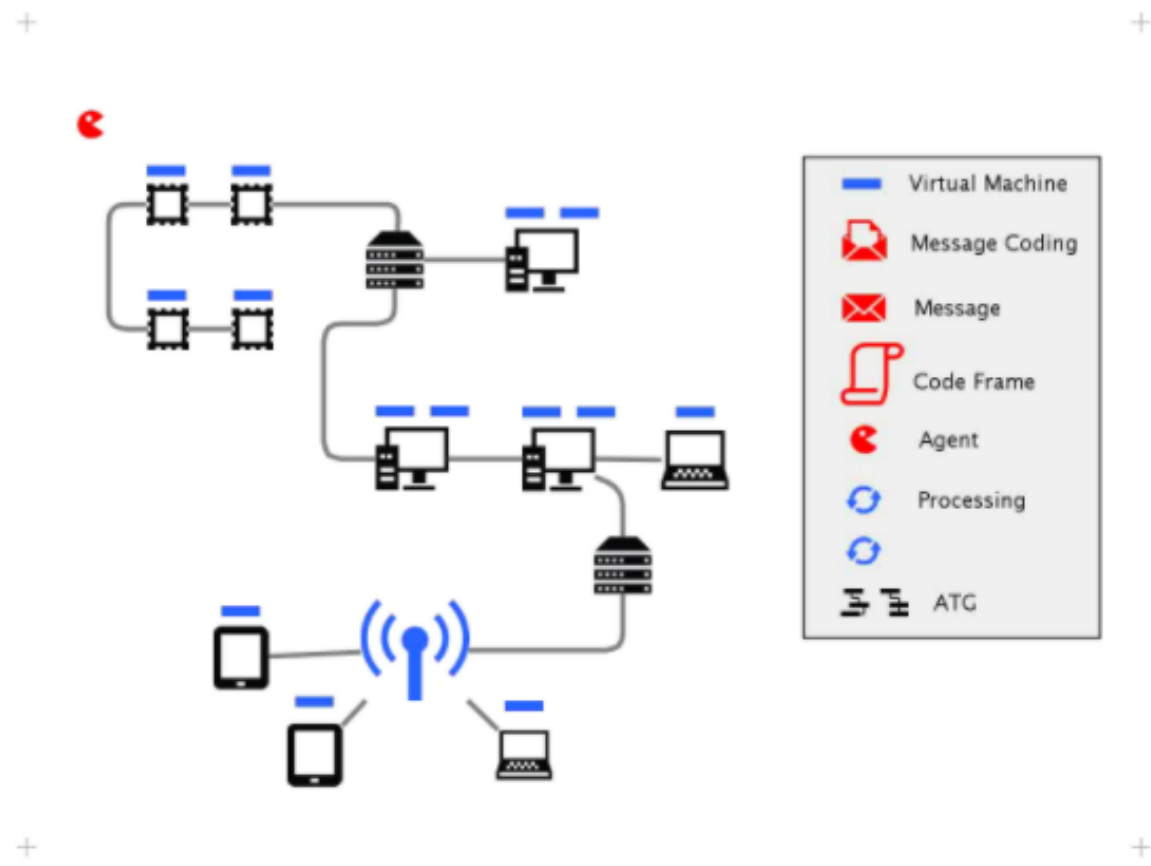 Virtual Machine
Message Coding
Message
Code Frame
Agent
Processing
ATG